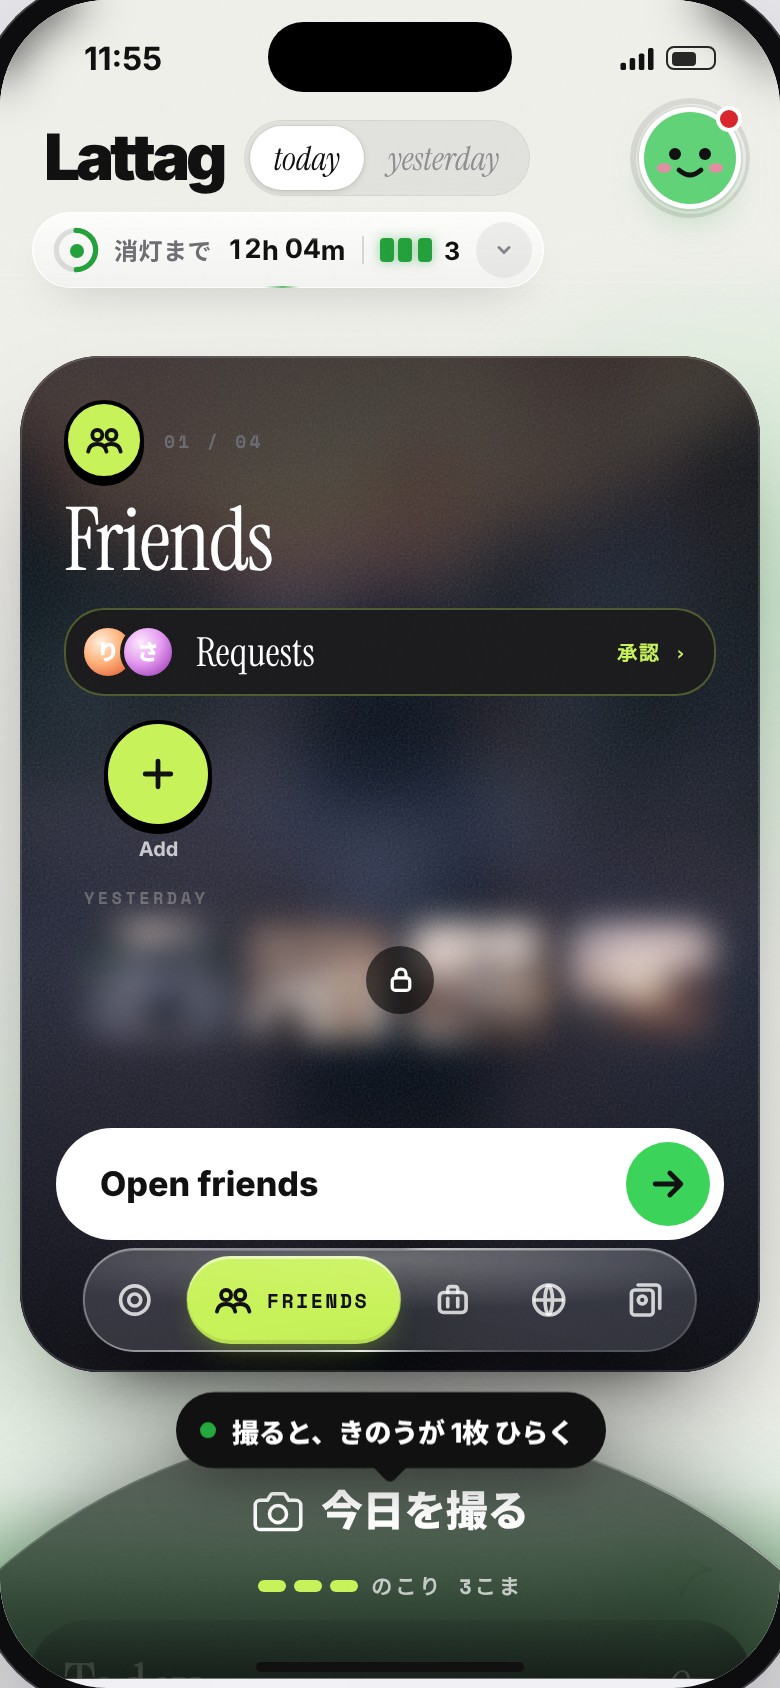 11:55
Lattag today yesterday
消灯まで 12h 04m 3
01 / 04
Friends
り さ Requests 承認 ›
Add
YESTERDAY
Open friends
FRIENDS
撮ると、きのうが 1枚 ひらく
今日を撮る
のこり 3こま